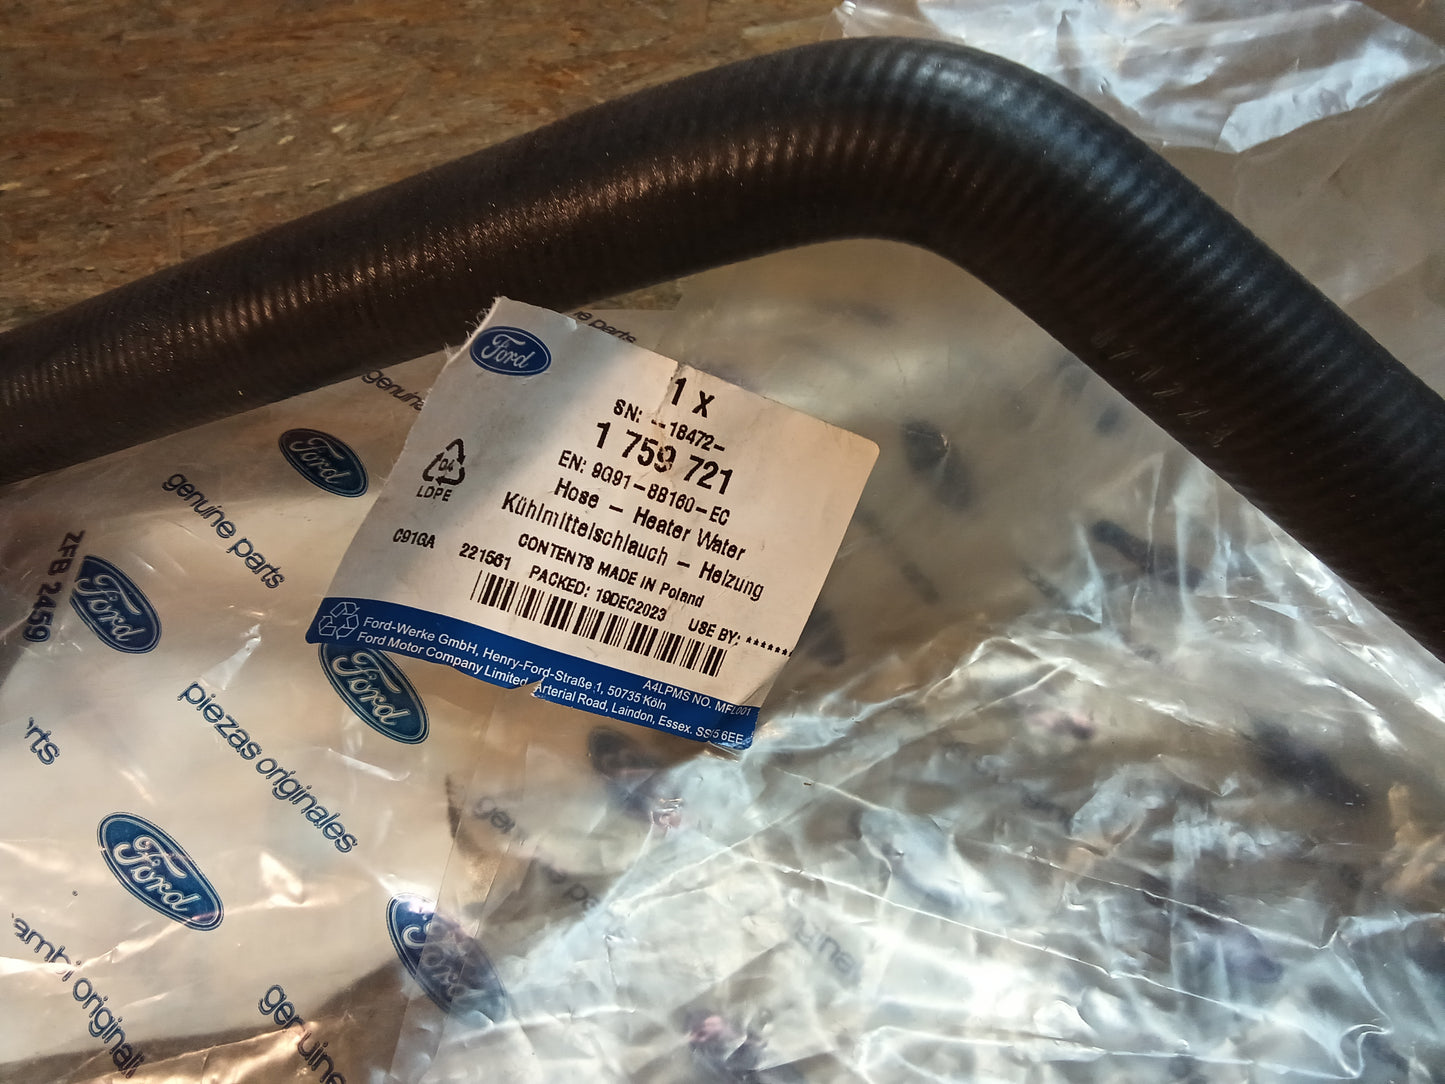 Ford
1 X
SN: -18472-
1 759 721
EN: 9G91-8B160-EC
Hose - Heater Water
Kühlmittelschlauch - Heizung
CONTENTS MADE IN Poland
C91GA 221561 PACKED: 19DEC2023 USE BY: *******
04
LDPE
A4LPMS NO. MFL001
Ford-Werke GmbH, Henry-Ford-Straße 1, 50735 Köln
Ford Motor Company Limited, Arterial Road, Laindon, Essex. SS15 6EE
genuine parts
Ford
genuine parts
ZFB 2459
Ford
Ford
piezas originales
Ford
Ford
genuine